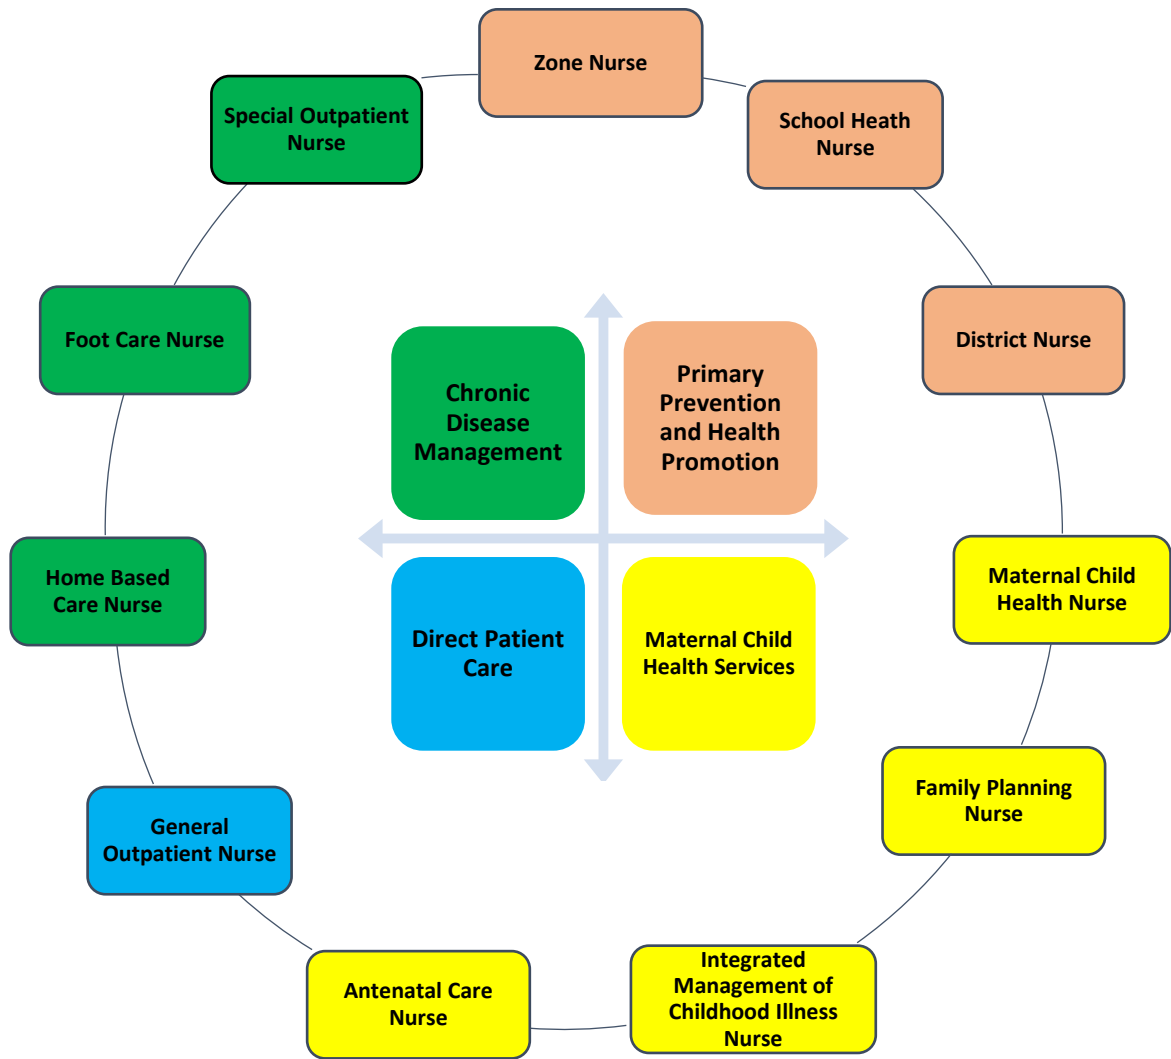 Zone Nurse
School Heath
Nurse
District Nurse
Maternal Child
Health Nurse
Family Planning
Nurse
Integrated
Management of
Childhood Illness
Nurse
Antenatal Care
Nurse
General
Outpatient Nurse
Home Based
Care Nurse
Foot Care Nurse
Special Outpatient
Nurse
Chronic
Disease
Management
Primary
Prevention
and Health
Promotion
Direct Patient
Care
Maternal Child
Health Services